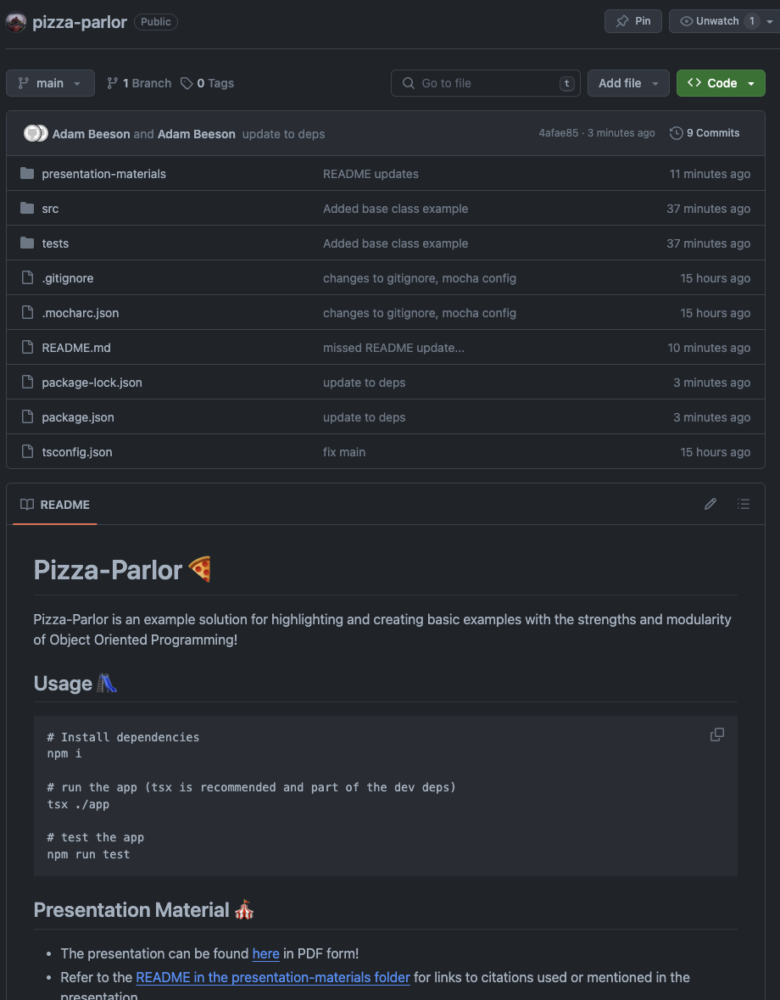 pizza-parlor Public Pin Unwatch 1
main 1 Branch 0 Tags Go to file t Add file Code
Adam Beeson and Adam Beeson update to deps 4afae85 · 3 minutes ago 9 Commits
presentation-materials README updates 11 minutes ago
src Added base class example 37 minutes ago
tests Added base class example 37 minutes ago
.gitignore changes to gitignore, mocha config 15 hours ago
.mocharc.json changes to gitignore, mocha config 15 hours ago
README.md missed README update... 10 minutes ago
package-lock.json update to deps 3 minutes ago
package.json update to deps 3 minutes ago
tsconfig.json fix main 15 hours ago
README
Pizza-Parlor 🍕
Pizza-Parlor is an example solution for highlighting and creating basic examples with the strengths and modularity
of Object Oriented Programming!
Usage 🛝
# Install dependencies
npm i
# run the app (tsx is recommended and part of the dev deps)
tsx ./app
# test the app
npm run test
Presentation Material 🎪
• The presentation can be found here in PDF form!
• Refer to the README in the presentation-materials folder for links to citations used or mentioned in the
presentation